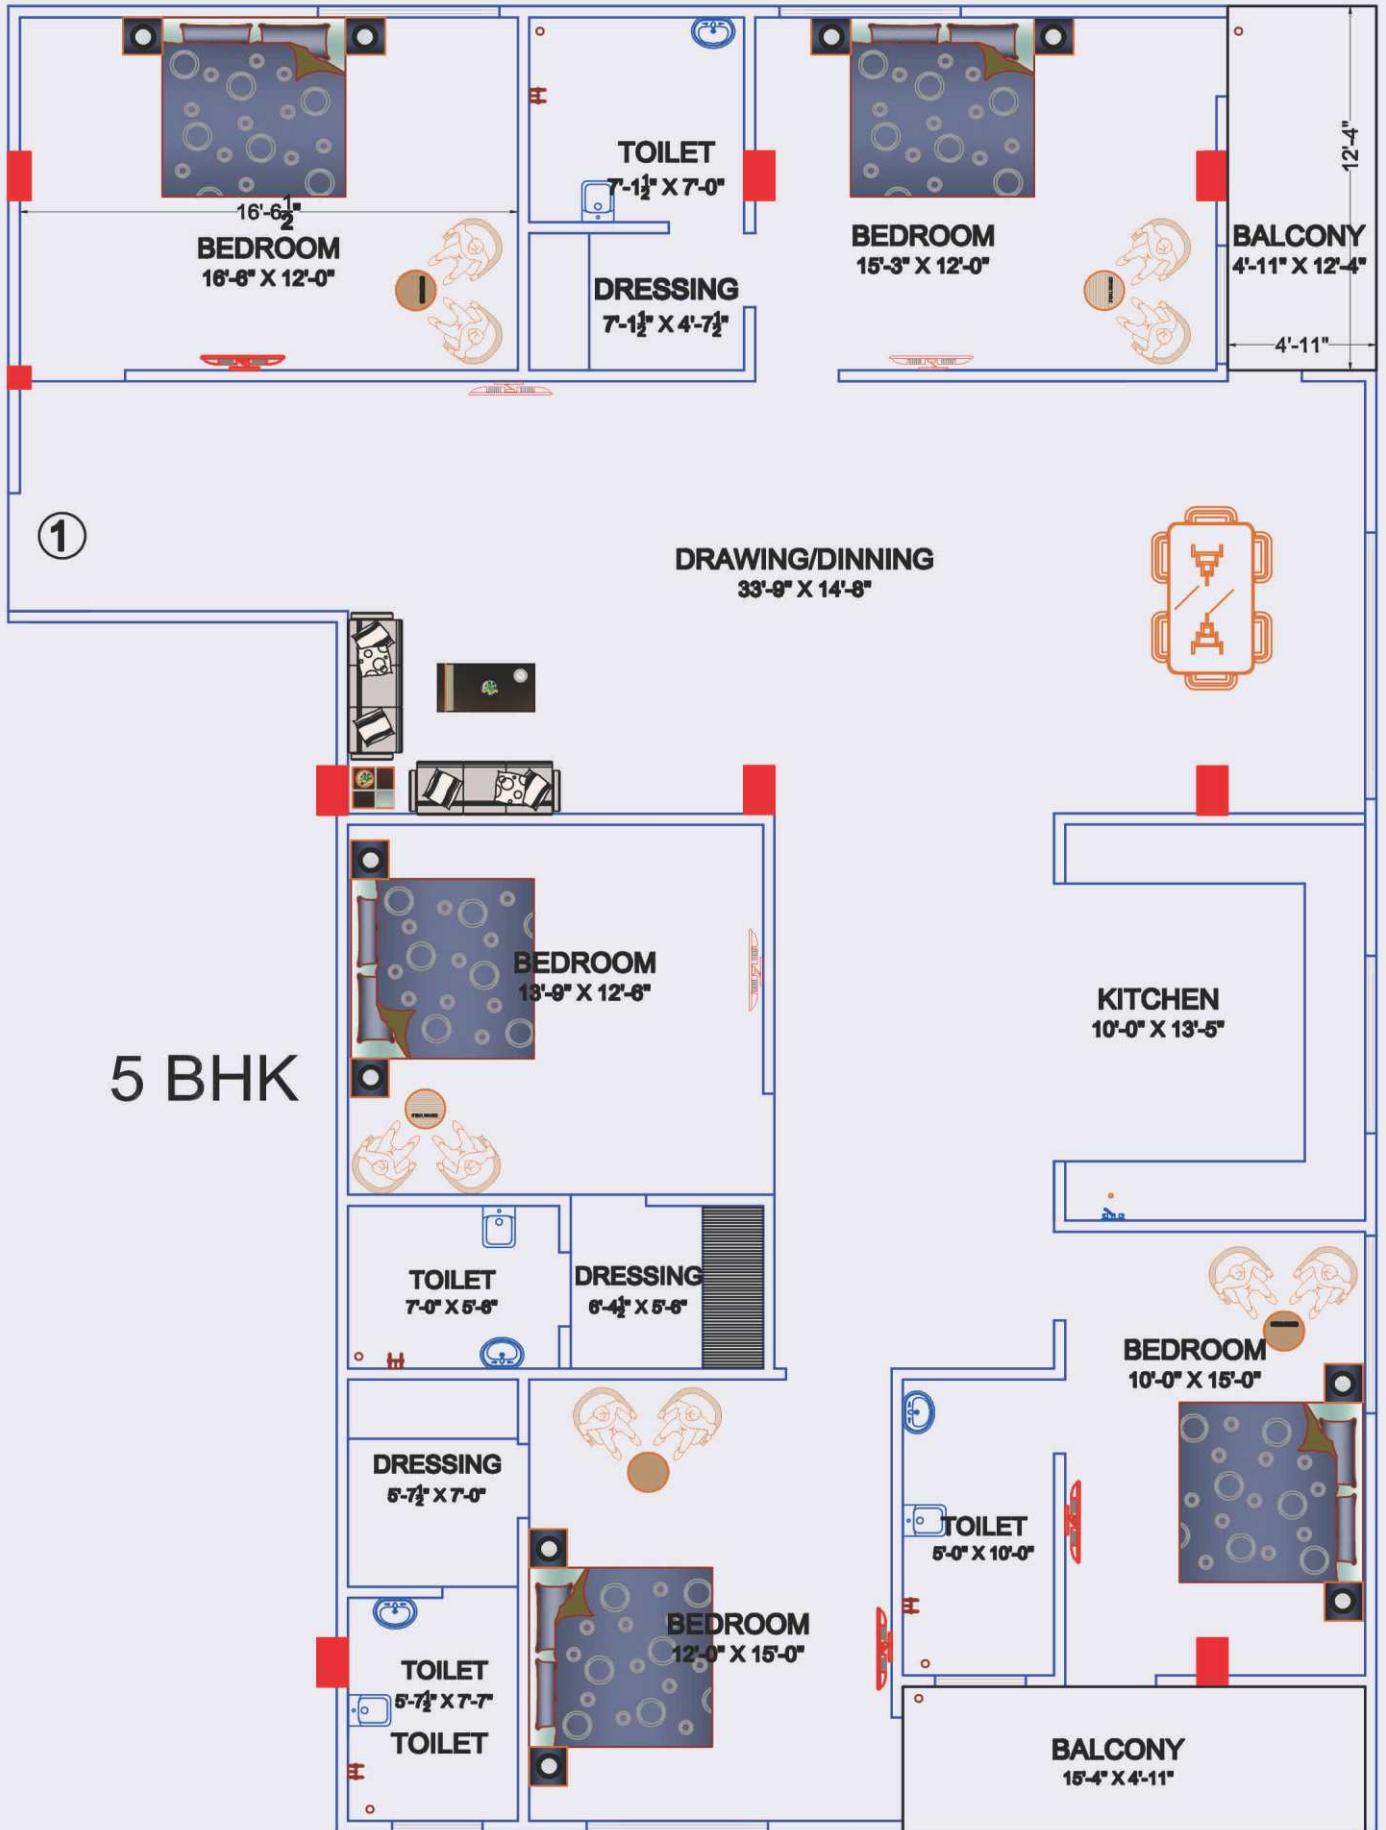 TOILET
7'-1½" X 7'-0"
12'-4"
16'-6½"
BEDROOM
16'-6" X 12'-0"
BEDROOM
15'-3" X 12'-0"
BALCONY
4'-11" X 12'-4"
DRESSING
7'-1½" X 4'-7½"
4'-11"
1
DRAWING/DINNING
33'-9" X 14'-8"
BEDROOM
13'-9" X 12'-6"
KITCHEN
10'-0" X 13'-5"
5 BHK
TOILET
7'-0" X 5'-6"
DRESSING
6'-4½" X 5'-6"
BEDROOM
10'-0" X 15'-0"
DRESSING
5'-7½" X 7'-0"
TOILET
5'-0" X 10'-0"
BEDROOM
12'-0" X 15'-0"
TOILET
5'-7½" X 7'-7"
TOILET
BALCONY
15'-4" X 4'-11"